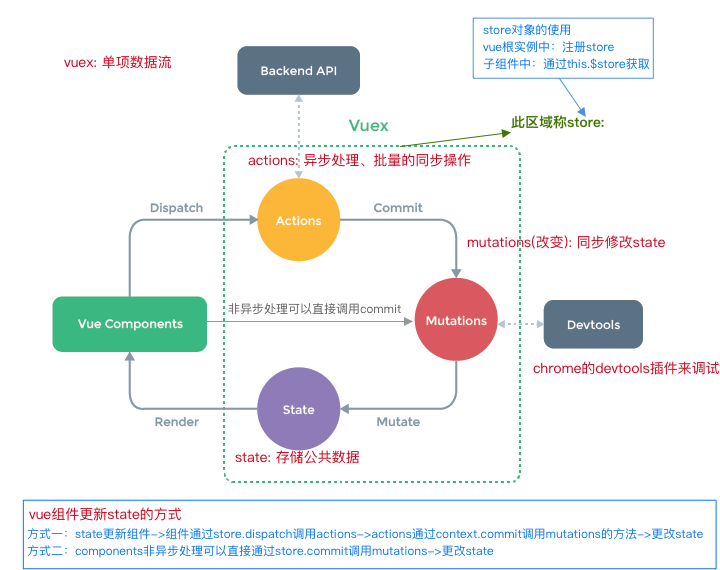 store对象的使用
vue根实例中：注册store
子组件中：通过this.$store获取
vuex: 单项数据流
Backend API
Vuex
此区域称store:
actions: 异步处理、批量的同步操作
Dispatch
Actions
Commit
mutations(改变): 同步修改state
非异步处理可以直接调用commit
Vue Components
Mutations
Devtools
chrome的devtools插件来调试
State
Render
Mutate
state: 存储公共数据
vue组件更新state的方式
方式一：state更新组件->组件通过store.dispatch调用actions->actions通过context.commit调用mutations的方法->更改state
方式二：components非异步处理可以直接通过store.commit调用mutations->更改state